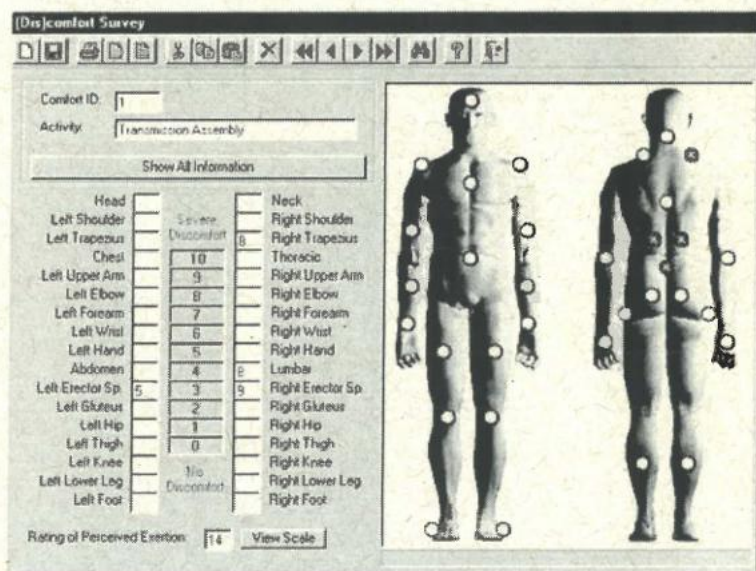 (Dis)comfort Survey
Comfort ID: 1
Activity: Transmission Assembly
Show All Information
Head Neck
Left Shoulder Severe Right Shoulder
Left Trapezius Discomfort 8 Right Trapezius
Chest 10 Thoracic
Left Upper Arm 9 Right Upper Arm
Left Elbow 8 Right Elbow
Left Forearm 7 Right Forearm
Left Wrist 6 Right Wrist
Left Hand 5 Right Hand
Abdomen 4 8 Lumbar
Left Erector Sp. 5 3 9 Right Erector Sp
Left Gluteus 2 Right Gluteus
Left Hip 1 Right Hip
Left Thigh 0 Right Thigh
Left Knee Right Knee
Left Lower Leg No Right Lower Leg
Left Foot Discomfort Right Foot
Rating of Perceived Exertion: 14 View Scale